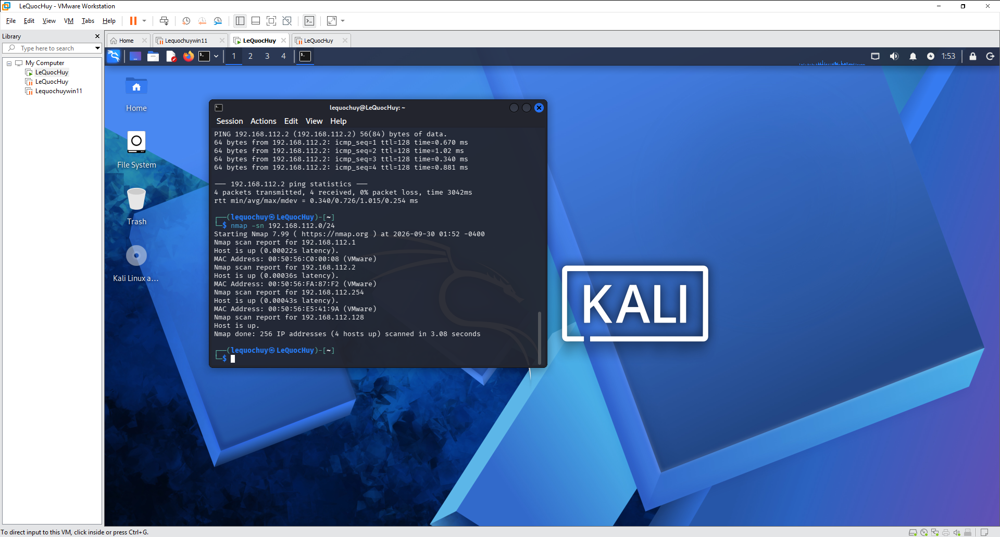 LeQuocHuy - VMware Workstation
File Edit View VM Tabs Help
Library
Type here to search
My Computer
LeQuocHuy
LeQuocHuy
Lequochuywin11
Home Lequochuywin11 LeQuocHuy LeQuocHuy
1 2 3 4 1:53
Home
File System
Trash
Kali Linux a...
lequochuy@LeQuocHuy: ~
Session Actions Edit View Help
PING 192.168.112.2 (192.168.112.2) 56(84) bytes of data.
64 bytes from 192.168.112.2: icmp_seq=1 ttl=128 time=0.670 ms
64 bytes from 192.168.112.2: icmp_seq=2 ttl=128 time=1.02 ms
64 bytes from 192.168.112.2: icmp_seq=3 ttl=128 time=0.340 ms
64 bytes from 192.168.112.2: icmp_seq=4 ttl=128 time=0.881 ms
--- 192.168.112.2 ping statistics ---
4 packets transmitted, 4 received, 0% packet loss, time 3042ms
rtt min/avg/max/mdev = 0.340/0.726/1.015/0.254 ms
┌──(lequochuy㉿LeQuocHuy)-[~]
└─$ nmap -sn 192.168.112.0/24
Starting Nmap 7.99 ( https://nmap.org ) at 2026-09-30 01:52 -0400
Nmap scan report for 192.168.112.1
Host is up (0.00022s latency).
MAC Address: 00:50:56:C0:00:08 (VMware)
Nmap scan report for 192.168.112.2
Host is up (0.00036s latency).
MAC Address: 00:50:56:FA:87:F2 (VMware)
Nmap scan report for 192.168.112.254
Host is up (0.00043s latency).
MAC Address: 00:50:56:E5:41:9A (VMware)
Nmap scan report for 192.168.112.128
Host is up.
Nmap done: 256 IP addresses (4 hosts up) scanned in 3.08 seconds
┌──(lequochuy㉿LeQuocHuy)-[~]
└─$
KALI
To direct input to this VM, click inside or press Ctrl+G.